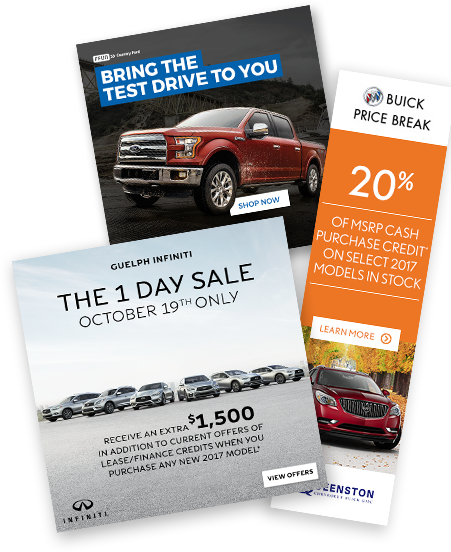 BRING THE
TEST DRIVE TO YOU
SHOP NOW
BUICK
PRICE BREAK
20%
OF MSRP CASH
PURCHASE CREDIT*
ON SELECT 2017
MODELS IN STOCK
LEARN MORE
EENSTON
CHEVROLET BUICK GMC
GUELPH INFINITI
THE 1 DAY SALE
OCTOBER 19TH ONLY
RECEIVE AN EXTRA $1,500
IN ADDITION TO CURRENT OFFERS OF
LEASE/FINANCE CREDITS WHEN YOU
PURCHASE ANY NEW 2017 MODEL*
VIEW OFFERS
INFINITI